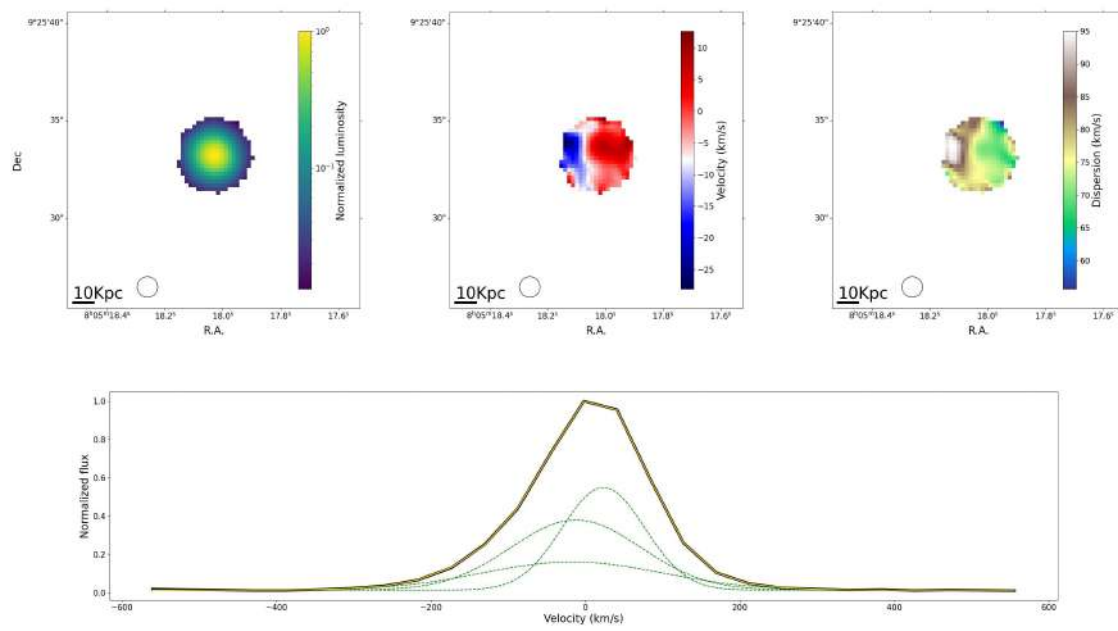 9°25'40"
35"
30"
Dec
10Kpc
8ʰ05ᵐ18.4ˢ 18.2ˢ 18.0ˢ 17.8ˢ 17.6ˢ
R.A.
10⁰
10⁻¹
Normalized luminosity
9°25'40"
35"
30"
10Kpc
8ʰ05ᵐ18.4ˢ 18.2ˢ 18.0ˢ 17.8ˢ 17.6ˢ
R.A.
10
5
0
−5
−10
−15
−20
−25
Velocity (km/s)
9°25'40"
35"
30"
10Kpc
8ʰ05ᵐ18.4ˢ 18.2ˢ 18.0ˢ 17.8ˢ 17.6ˢ
R.A.
95
90
85
80
75
70
65
60
Dispersion (km/s)
1.0
0.8
0.6
0.4
0.2
0.0
Normalized flux
−600 −400 −200 0 200 400 600
Velocity (km/s)